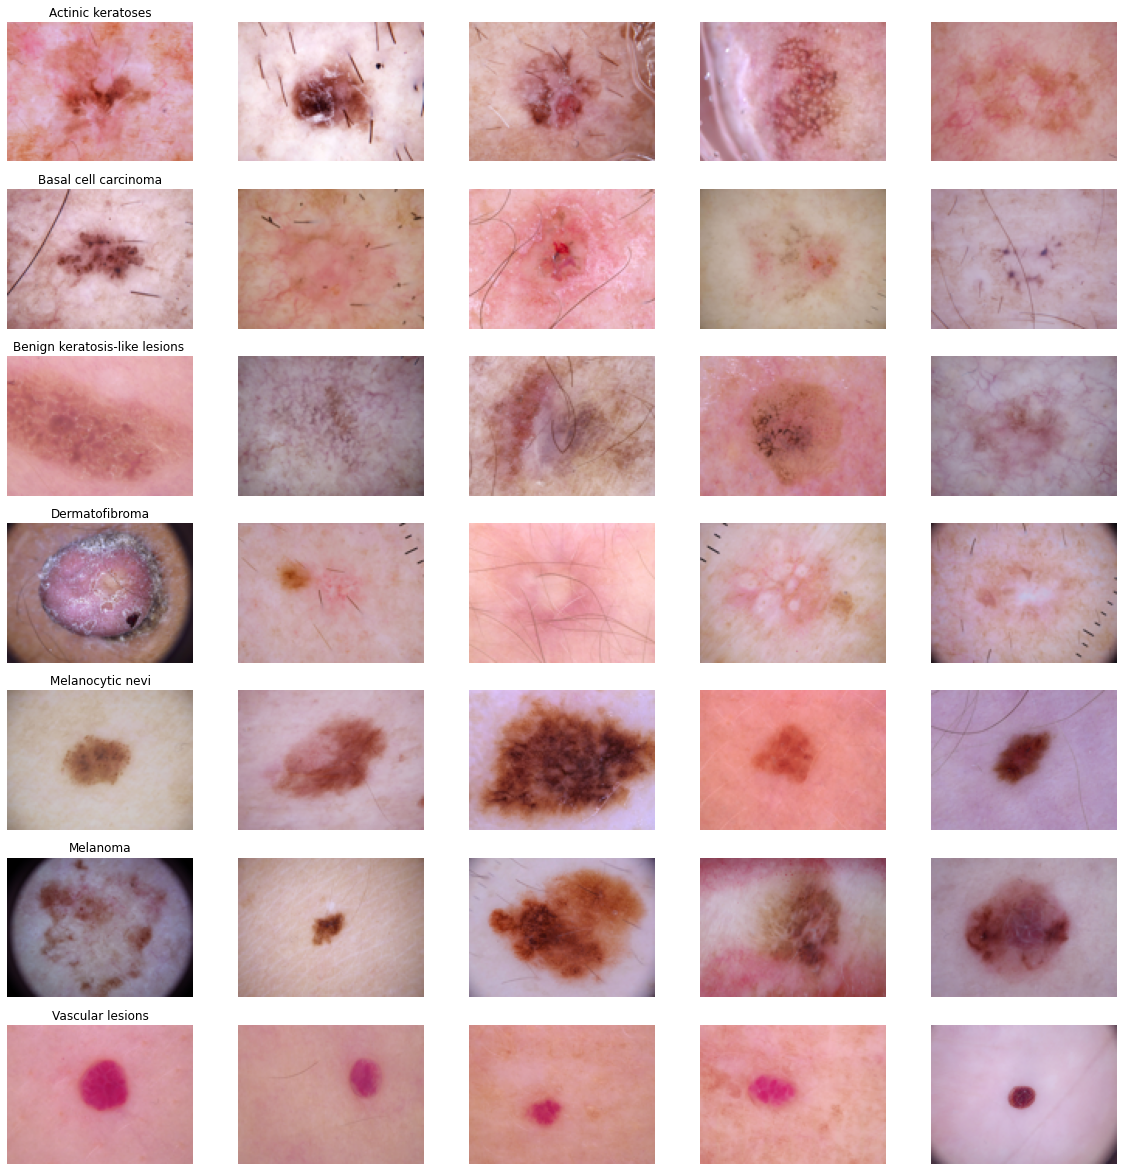 Actinic keratoses
Basal cell carcinoma
Benign keratosis-like lesions
Dermatofibroma
Melanocytic nevi
Melanoma
Vascular lesions